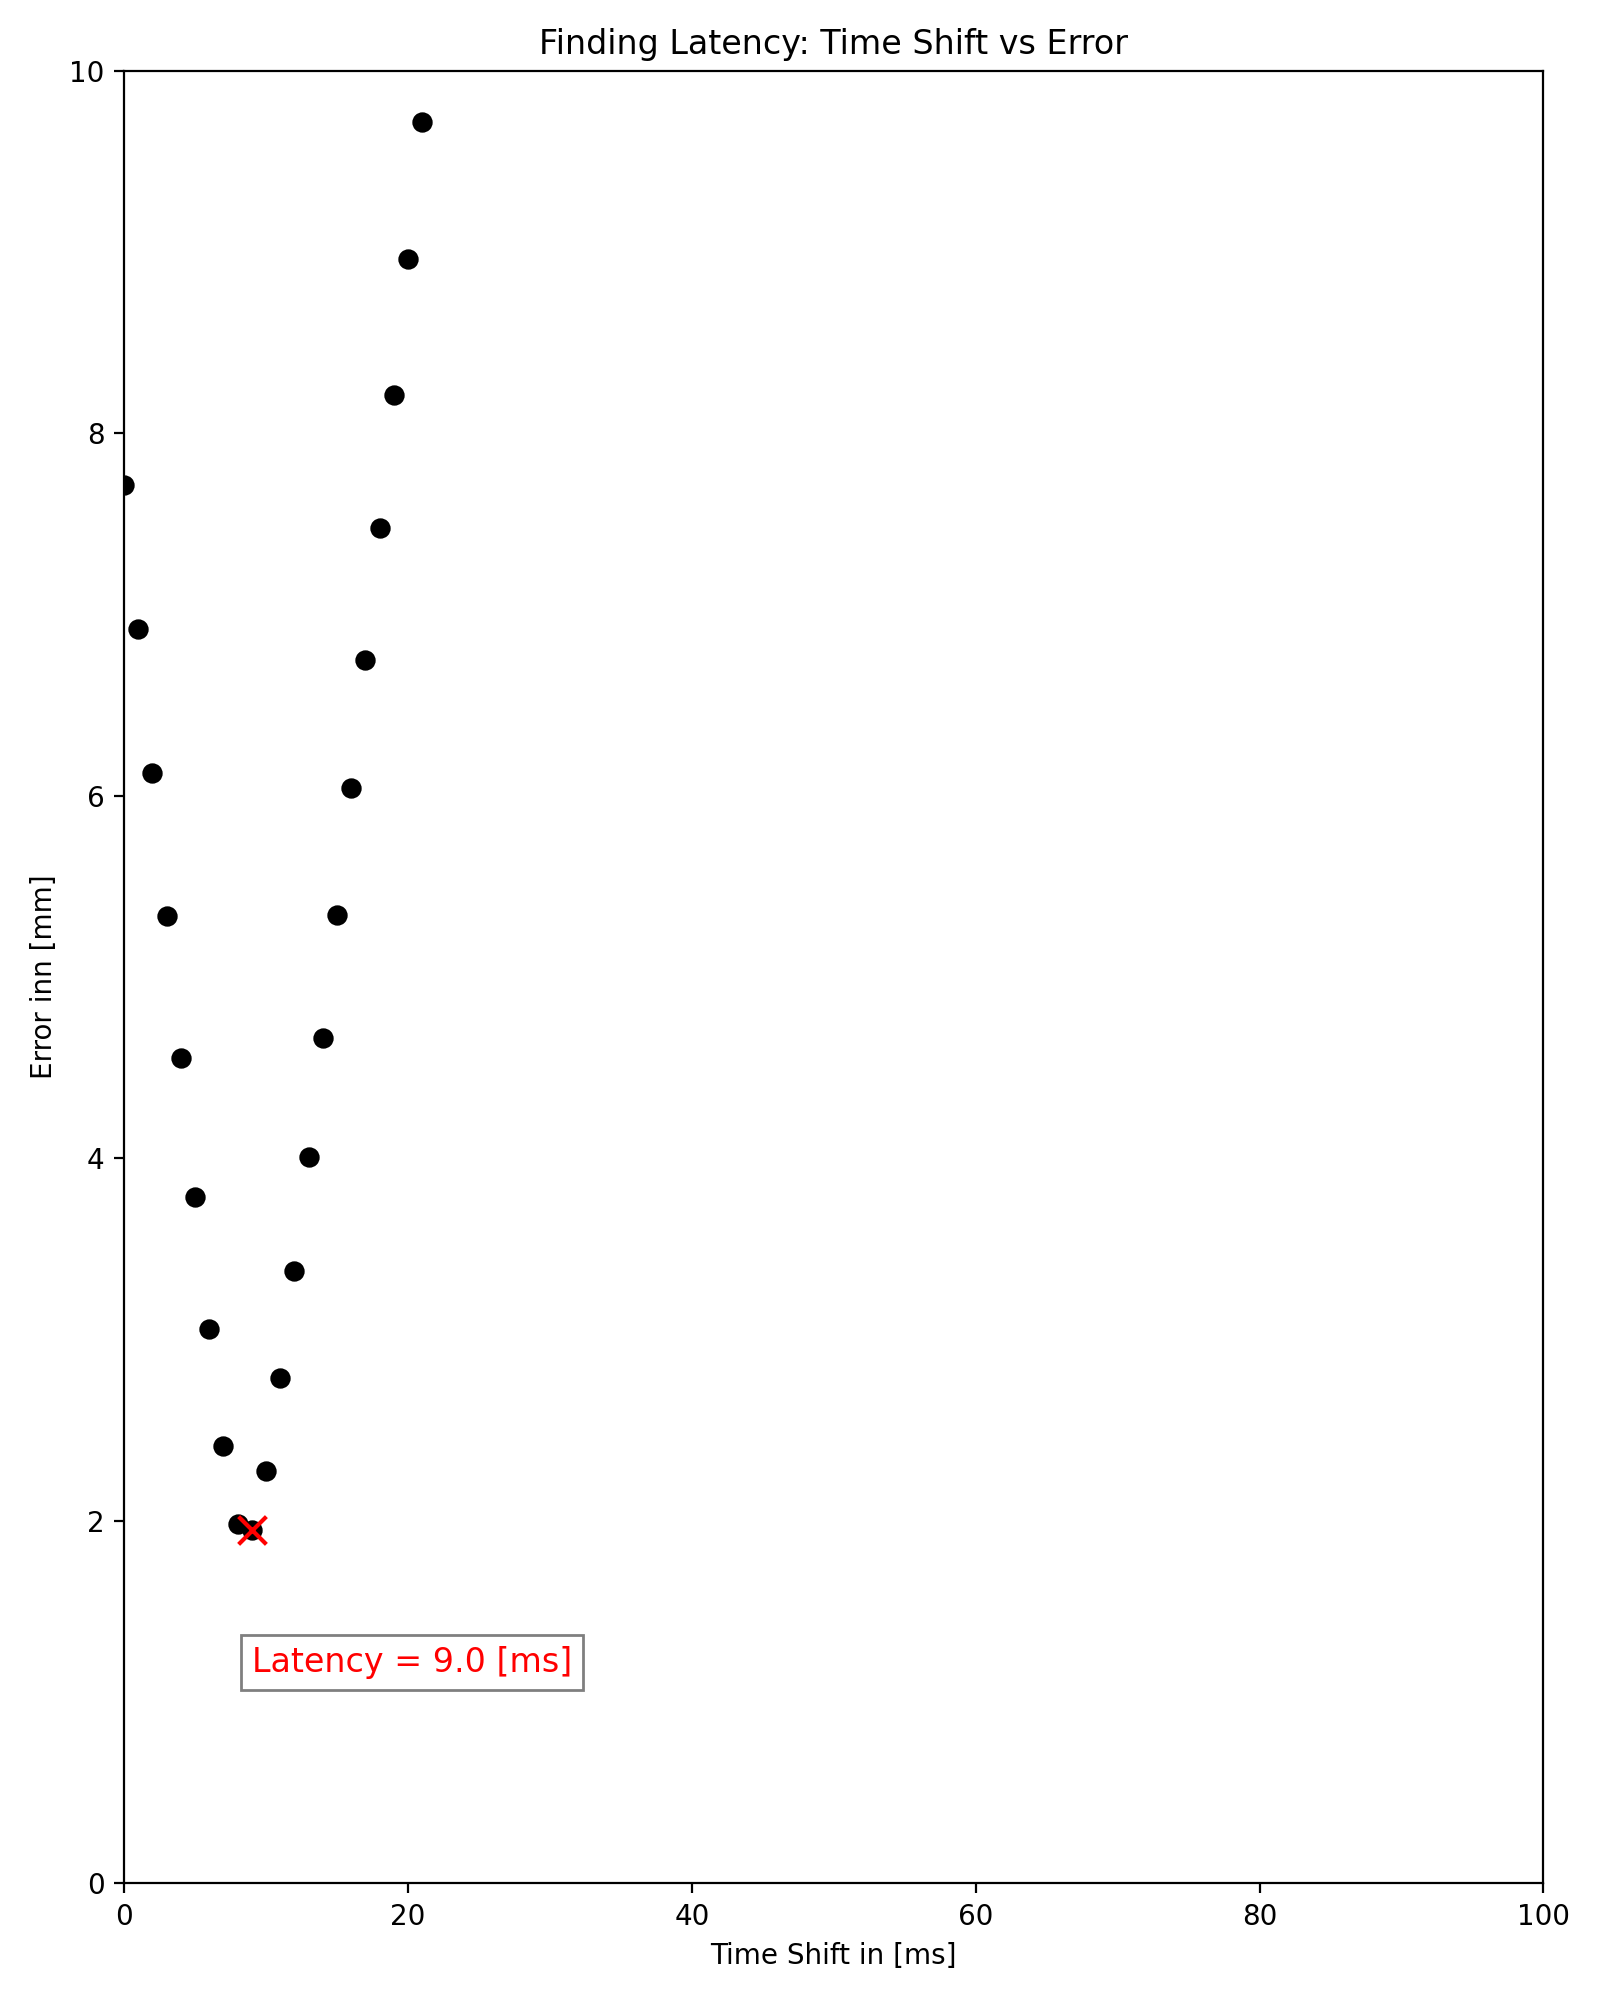 Finding Latency: Time Shift vs Error
10
8
6
4
2
0
Error inn [mm]
Latency = 9.0 [ms]
0 20 40 60 80 100
Time Shift in [ms]